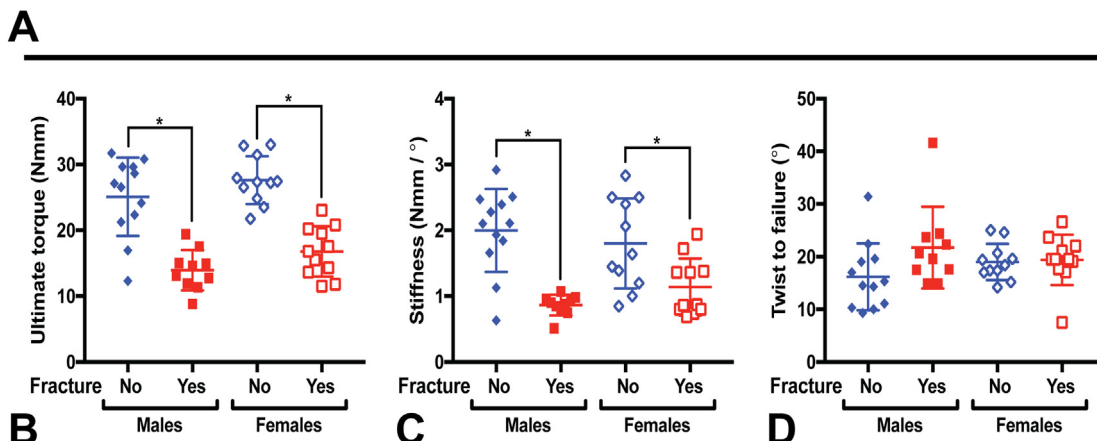 A
Ultimate torque (Nmm)
40
30
20
10
0
*
*
Fracture No Yes No Yes
Males Females
B
Stiffness (Nmm / °)
4
3
2
1
0
*
*
Fracture No Yes No Yes
Males Females
C
Twist to failure (°)
50
40
30
20
10
0
Fracture No Yes No Yes
Males Females
D